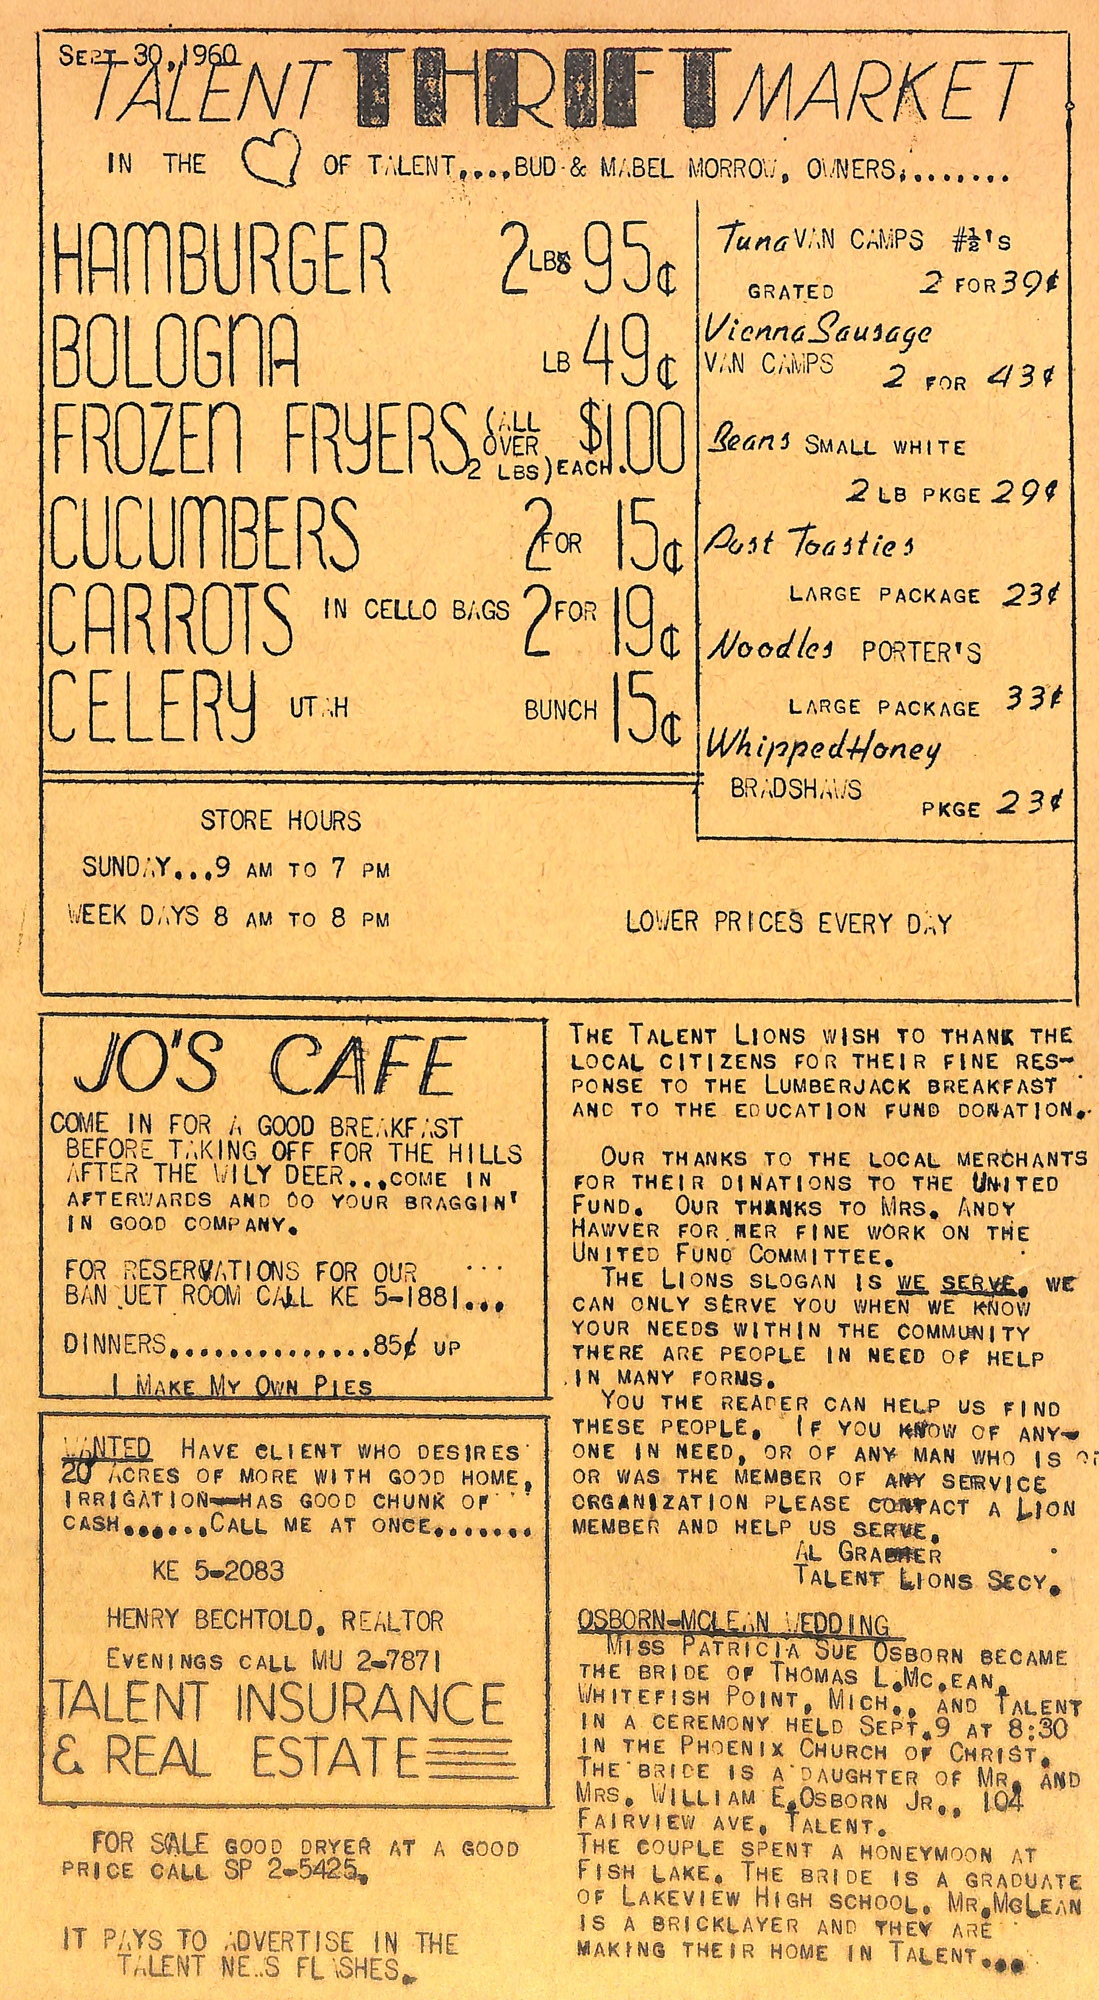 SEPT. 30, 1960
TALENT THRIFT MARKET
IN THE OF TALENT....BUD & MABEL MORROW, OWNERS........
HAMBURGER 2 LBS 95¢
BOLOGNA LB 49¢
FROZEN FRYERS (ALL OVER 2 LBS) EACH $1.00
CUCUMBERS 2 FOR 15¢
CARROTS IN CELLO BAGS 2 FOR 19¢
CELERY UTAH BUNCH 15¢
Tuna VAN CAMPS #½'S
GRATED 2 FOR 39¢
Vienna Sausage
VAN CAMPS 2 FOR 43¢
Beans SMALL WHITE
2 LB PKGE 29¢
Post Toasties
LARGE PACKAGE 23¢
Noodles PORTER'S
LARGE PACKAGE 33¢
Whipped Honey
BRADSHAWS
PKGE 23¢
STORE HOURS
SUNDAY...9 AM TO 7 PM
WEEK DAYS 8 AM TO 8 PM
LOWER PRICES EVERY DAY
JO'S CAFE
COME IN FOR A GOOD BREAKFAST
BEFORE TAKING OFF FOR THE HILLS
AFTER THE WILY DEER...COME IN
AFTERWARDS AND DO YOUR BRAGGIN'
IN GOOD COMPANY.
FOR RESERVATIONS FOR OUR
BANQUET ROOM CALL KE 5-1881...
DINNERS...............85¢ UP
I MAKE MY OWN PIES
WANTED HAVE CLIENT WHO DESIRES
20 ACRES OF MORE WITH GOOD HOME,
IRRIGATION—HAS GOOD CHUNK OF
CASH......CALL ME AT ONCE.......
KE 5-2083
HENRY BECHTOLD, REALTOR
EVENINGS CALL MU 2-7871
TALENT INSURANCE
& REAL ESTATE
FOR SALE GOOD DRYER AT A GOOD
PRICE CALL SP 2-5425.
IT PAYS TO ADVERTISE IN THE
TALENT NEWS FLASHES.
THE TALENT LIONS WISH TO THANK THE
LOCAL CITIZENS FOR THEIR FINE RES-
PONSE TO THE LUMBERJACK BREAKFAST
AND TO THE EDUCATION FUND DONATION.
OUR THANKS TO THE LOCAL MERCHANTS
FOR THEIR DINATIONS TO THE UNITED
FUND. OUR THANKS TO MRS. ANDY
HAWVER FOR HER FINE WORK ON THE
UNITED FUND COMMITTEE.
THE LIONS SLOGAN IS WE SERVE. WE
CAN ONLY SERVE YOU WHEN WE KNOW
YOUR NEEDS WITHIN THE COMMUNITY
THERE ARE PEOPLE IN NEED OF HELP
IN MANY FORMS.
YOU THE READER CAN HELP US FIND
THESE PEOPLE. IF YOU KNOW OF ANY-
ONE IN NEED, OR OF ANY MAN WHO IS
OR WAS THE MEMBER OF ANY SERVICE
ORGANIZATION PLEASE CONTACT A LION
MEMBER AND HELP US SERVE.
AL
TALENT LIONS SECY.
OSBORN-MCLEAN WEDDING
MISS PATRICIA SUE OSBORN BECAME
THE BRIDE OF THOMAS L.MCLEAN,
WHITEFISH POINT, MICH., AND TALENT
IN A CEREMONY HELD SEPT.9 AT 8:30
IN THE PHOENIX CHURCH OF CHRIST.
THE BRIDE IS A DAUGHTER OF MR. AND
MRS. WILLIAM E.OSBORN JR., 104
FAIRVIEW AVE. TALENT.
THE COUPLE SPENT A HONEYMOON AT
FISH LAKE. THE BRIDE IS A GRADUATE
OF LAKEVIEW HIGH SCHOOL. MR.MCLEAN
IS A BRICKLAYER AND THEY ARE
MAKING THEIR HOME IN TALENT...